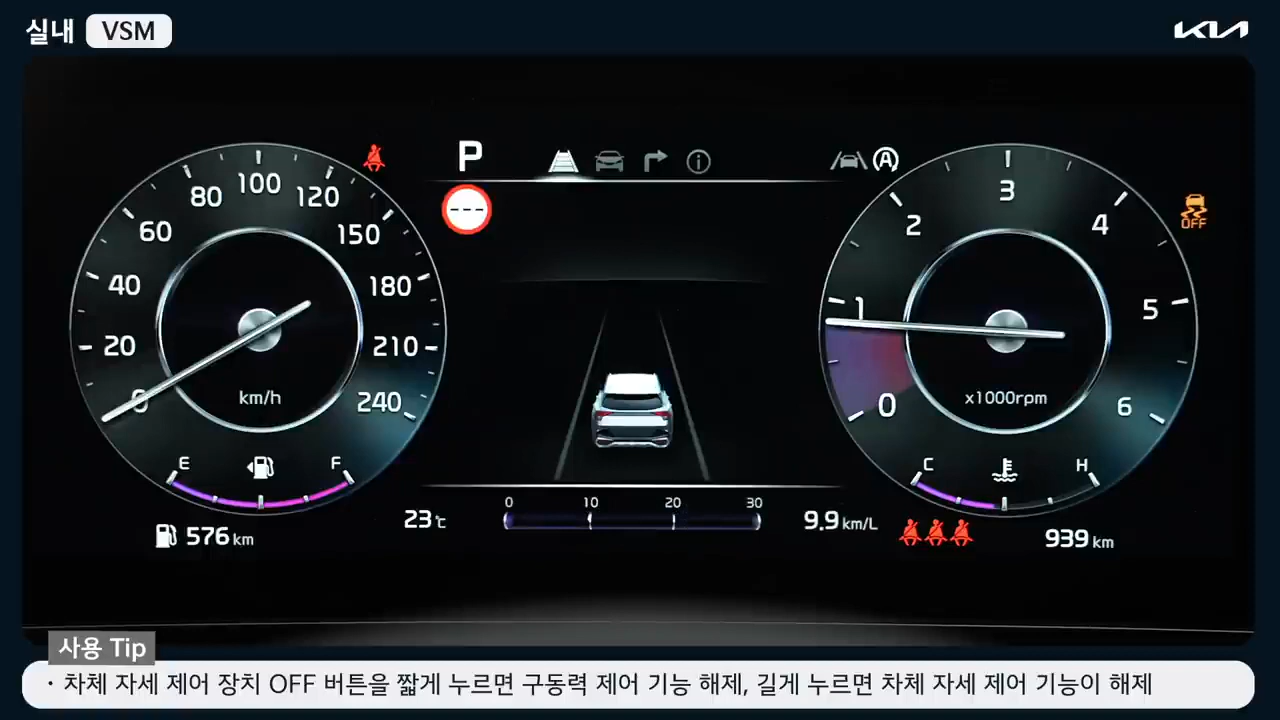 실내 VSM
KIA
P
0 20 40 60 80 100 120 150 180 210 240
km/h
E F
---
A
i
0 1 2 3 4 5 6
x1000rpm
C H
OFF
0 10 20 30
23℃
9.9 km/L
576 km
939 km
사용 Tip
· 차체 자세 제어 장치 OFF 버튼을 짧게 누르면 구동력 제어 기능 해제, 길게 누르면 차체 자세 제어 기능이 해제